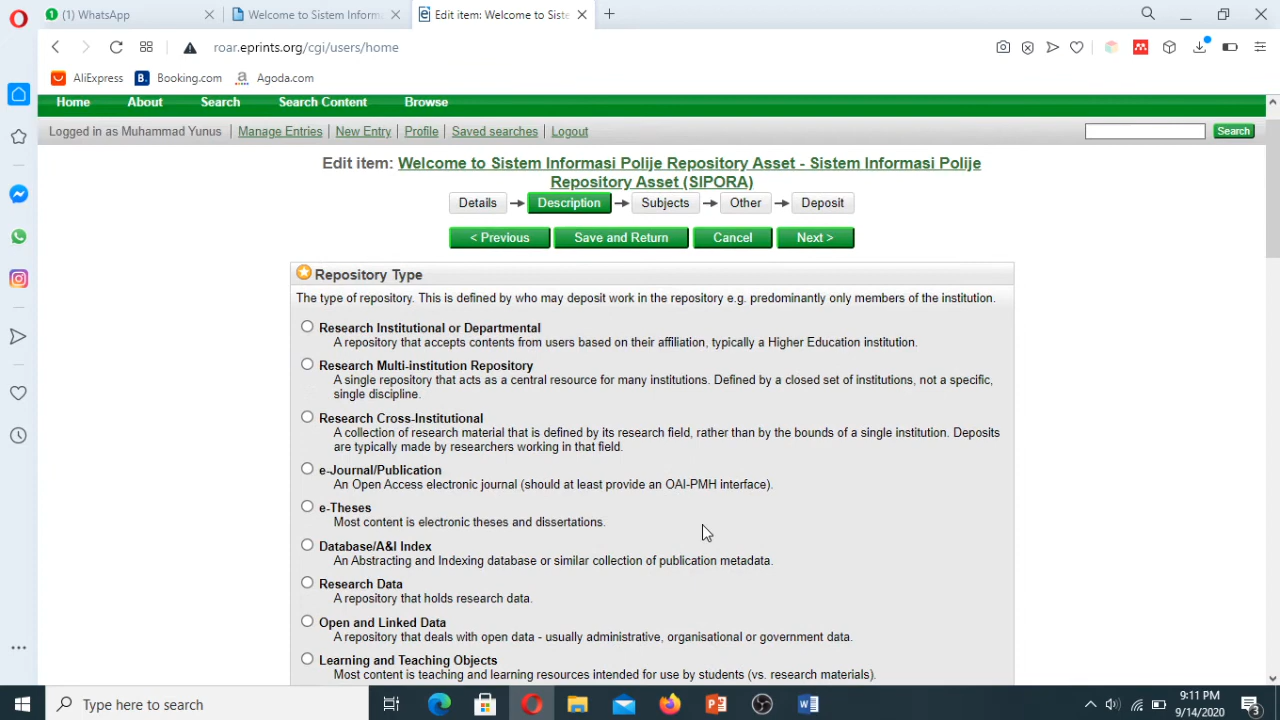 (1) WhatsApp
Welcome to Sistem Inform
Edit item: Welcome to Sist
roar.eprints.org/cgi/users/home
AliExpress
B.
Booking.com
a
Agoda.com
Home
About
Search
Search Content
Browse
Logged in as Muhammad Yunus | Manage Entries | New Entry | Profile | Saved searches | Logout
Search
Edit item: Welcome to Sistem Informasi Polije Repository Asset - Sistem Informasi Polije
Repository Asset (SIPORA)
Details
Description
Subjects
Other
Deposit
< Previous
Save and Return
Cancel
Next >
Repository Type
The type of repository. This is defined by who may deposit work in the repository e.g. predominantly only members of the institution.
Research Institutional or Departmental
A repository that accepts contents from users based on their affiliation, typically a Higher Education institution.
Research Multi-institution Repository
A single repository that acts as a central resource for many institutions. Defined by a closed set of institutions, not a specific,
single discipline.
Research Cross-Institutional
A collection of research material that is defined by its research field, rather than by the bounds of a single institution. Deposits
are typically made by researchers working in that field.
e-Journal/Publication
An Open Access electronic journal (should at least provide an OAI-PMH interface).
e-Theses
Most content is electronic theses and dissertations.
Database/A&I Index
An Abstracting and Indexing database or similar collection of publication metadata.
Research Data
A repository that holds research data.
Open and Linked Data
A repository that deals with open data - usually administrative, organisational or government data.
Learning and Teaching Objects
Most content is teaching and learning resources intended for use by students (vs. research materials).
Type here to search
9:11 PM
9/14/2020
3